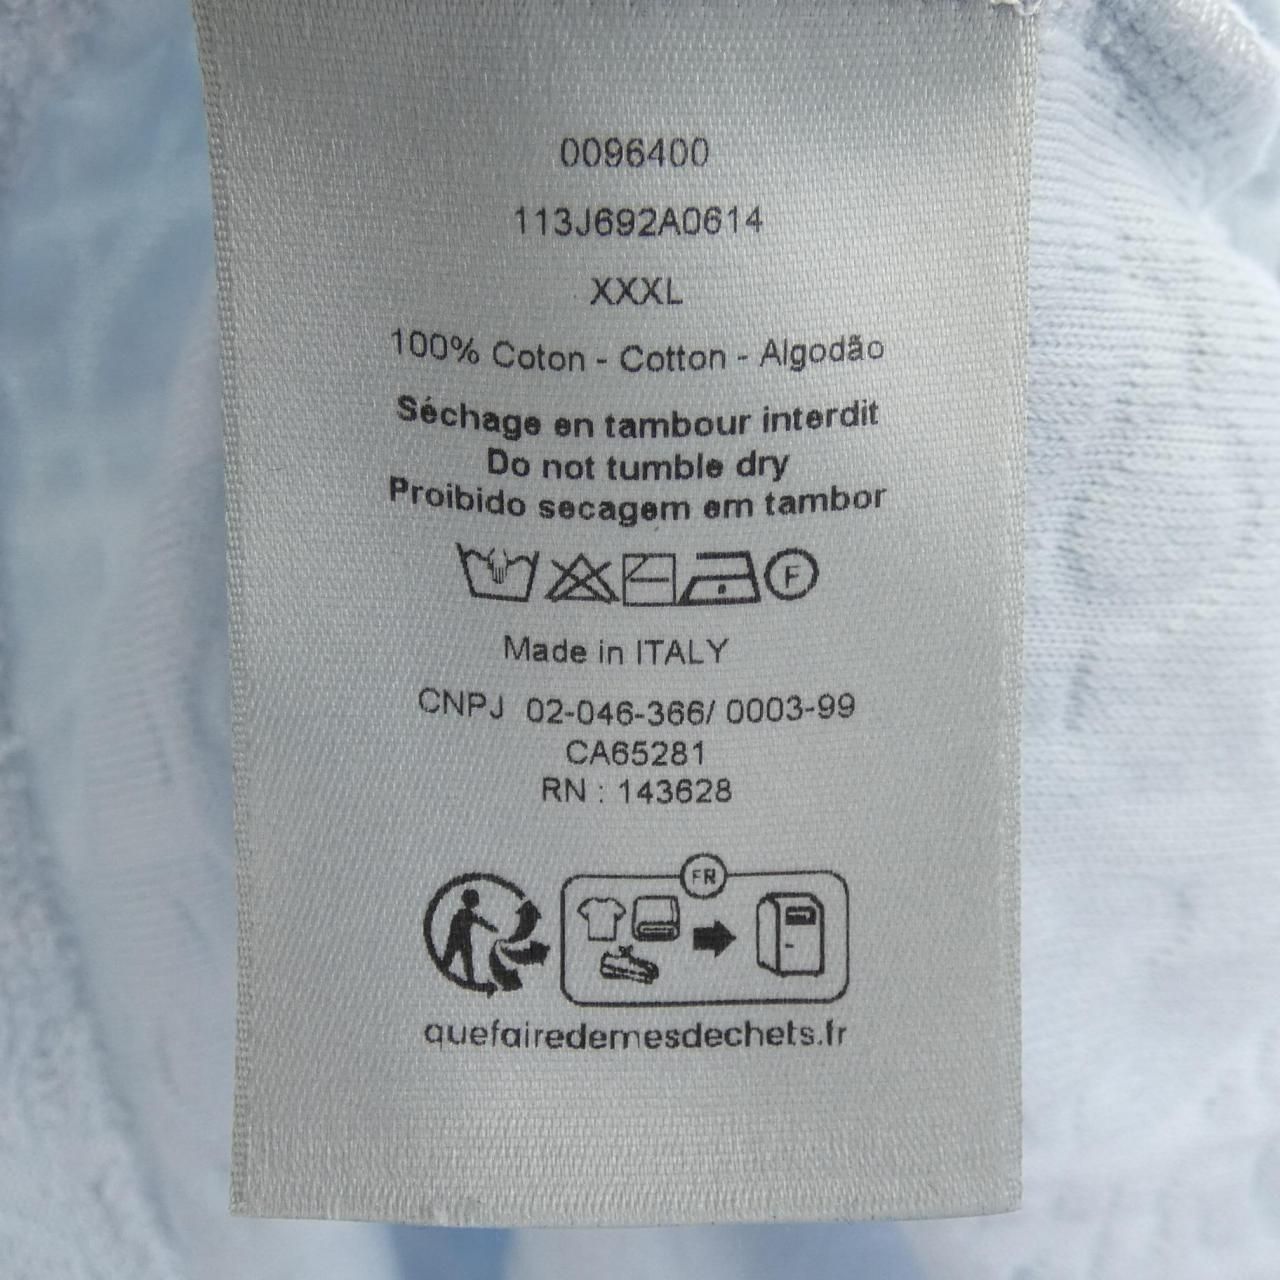 0096400
113J692A0614
XXXL
100% Coton - Cotton - Algodão
Séchage en tambour interdit
Do not tumble dry
Proibido secagem em tambor
F
Made in ITALY
CNPJ 02-046-366/ 0003-99
CA65281
RN : 143628
FR
quefairedemesdechets.fr